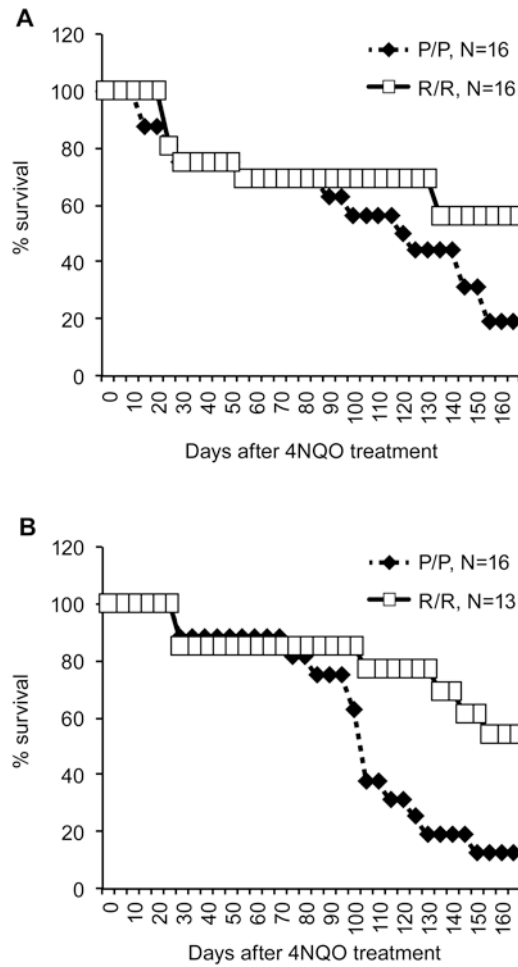 A
120
100
80
60
40
20
0
% survival
P/P, N=16
R/R, N=16
0 10 20 30 40 50 60 70 80 90 100 110 120 130 140 150 160
Days after 4NQO treatment
B
120
100
80
60
40
20
0
% survival
P/P, N=16
R/R, N=13
0 10 20 30 40 50 60 70 80 90 100 110 120 130 140 150 160
Days after 4NQO treatment